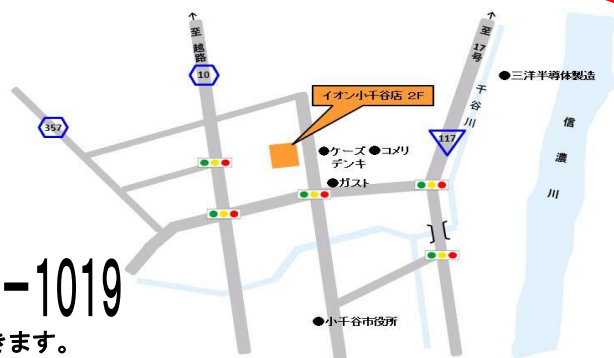 至 越路
至 17号
10
357
イオン小千谷店 2F
●三洋半導体製造
千谷川
信濃川
117
●ケーズデンキ
●コメリ
●ガスト
-1019
●小千谷市役所
きます。